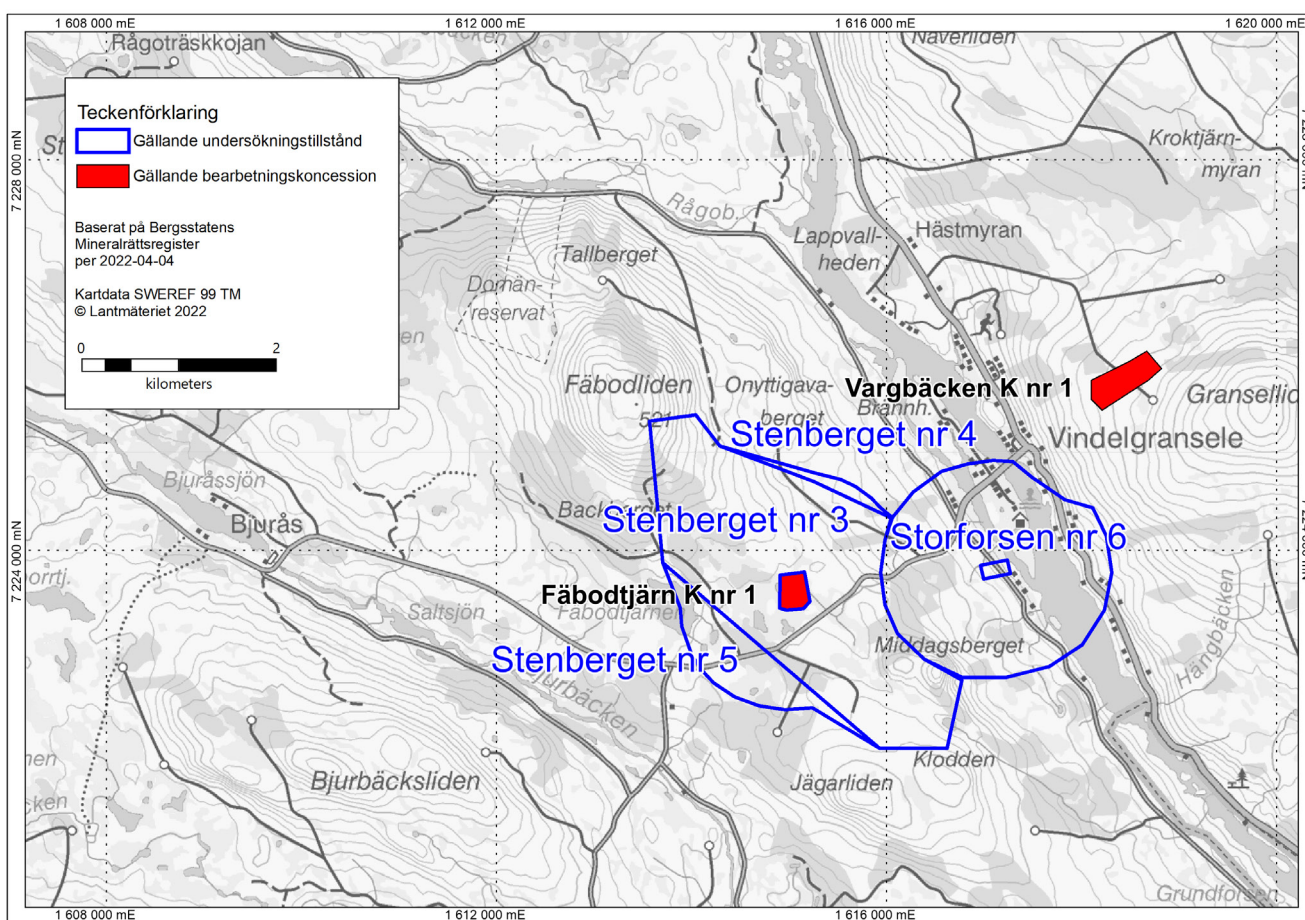 1 608 000 mE
1 612 000 mE
1 616 000 mE
1 620 000 mE
Rågoträskkojan
Näverliden
7 228 000 mN
Teckenförklaring
Gällande undersökningstillstånd
Gällande bearbetningskoncession
Baserat på Bergsstatens
Mineralrättsregister
per 2022-04-04
Kartdata SWEREF 99 TM
© Lantmäteriet 2022
0 2
kilometers
Kroktjärn-
myran
Rågob.
Lappvall-
heden
Hästmyran
Tallberget
Domän-
reservat
Fäbodliden
521
Onyttigava-
berget
Vargbäcken K nr 1
Brännh.
Vindelgransele
Stenberget nr 4
Bjuråssjön
Bjurås
Stenberget nr 3
Storforsen nr 6
7 224 000 mN
Fäbodtjärn K nr 1
Saltsjön
Middagsberget
Hängbäcken
Stenberget nr 5
Bjurbäcken
Bjurbäcksliden
Jägarliden
Klodden
Grundforsen
1 608 000 mE
1 612 000 mE
1 616 000 mE